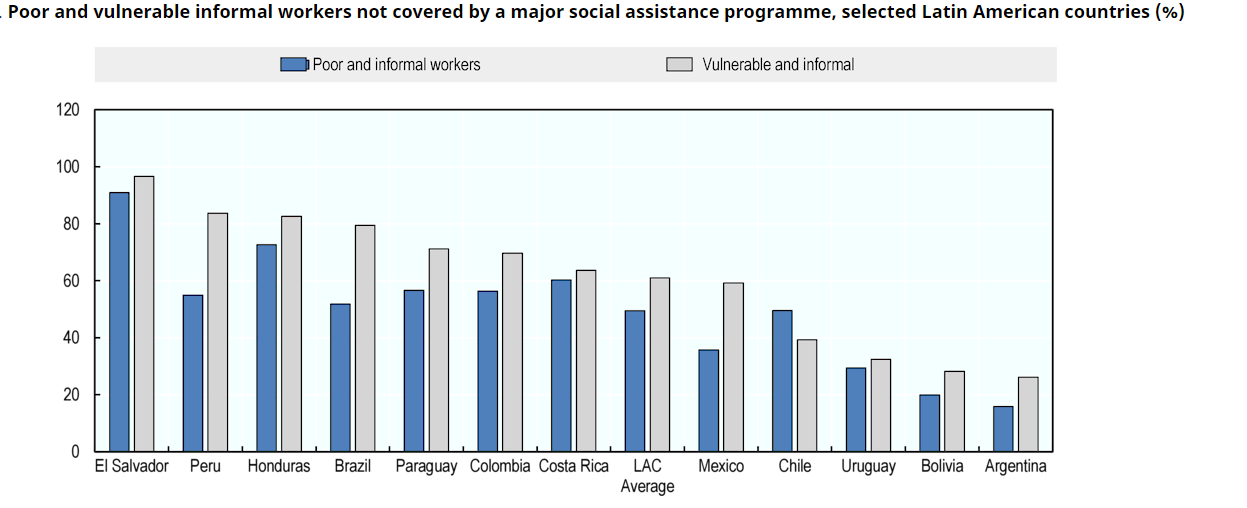 . Poor and vulnerable informal workers not covered by a major social assistance programme, selected Latin American countries (%)
Poor and informal workers Vulnerable and informal
120
100
80
60
40
20
0
El Salvador Peru Honduras Brazil Paraguay Colombia Costa Rica LAC Mexico Chile Uruguay Bolivia Argentina
Average